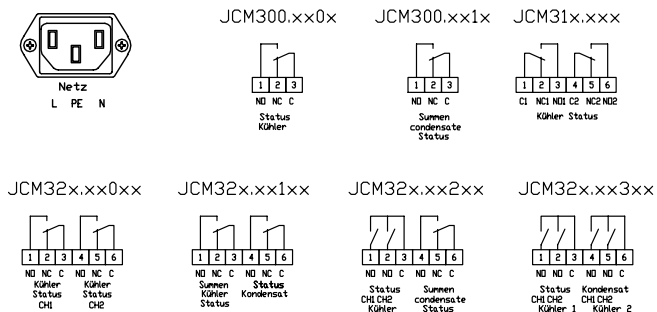 JCM300.xx0x
JCM300.xx1x
JCM31x.xxx
Netz
L PE N
1 2 3
NO NC C
Status
Kühler
1 2 3
NO NC C
Summen
condensate
Status
1 2 3 4 5 6
C1 NC1 NO1 C2 NC2 NO2
Kühler Status
JCM32x.xx0xx
JCM32x.xx1xx
JCM32x.xx2xx
JCM32x.xx3xx
1 2 3 4 5 6
NO NC C NO NC C
Kühler Kühler
Status Status
CH1 CH2
1 2 3 4 5 6
NO NC C NO NC C
Summen Status
Kühler Kondensat
Status
1 2 3 4 5 6
NO NO C NO NC C
Status Summen
CH1 CH2 condensate
Kühler Status
1 2 3 4 5 6
NO NO C NO NO C
Status Kondensat
CH1 CH2 CH1 CH2
Kühler 1 Kühler 2